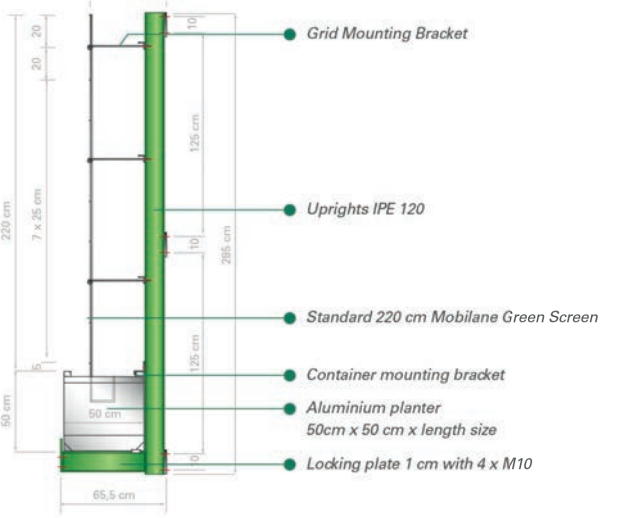 20
20
10
Grid Mounting Bracket
125 cm
220 cm
7 x 25 cm
Uprights IPE 120
10
285 cm
Standard 220 cm Mobilane Green Screen
125 cm
5
Container mounting bracket
50 cm
50 cm
Aluminium planter
50cm x 50 cm x length size
10
Locking plate 1 cm with 4 x M10
65,5 cm